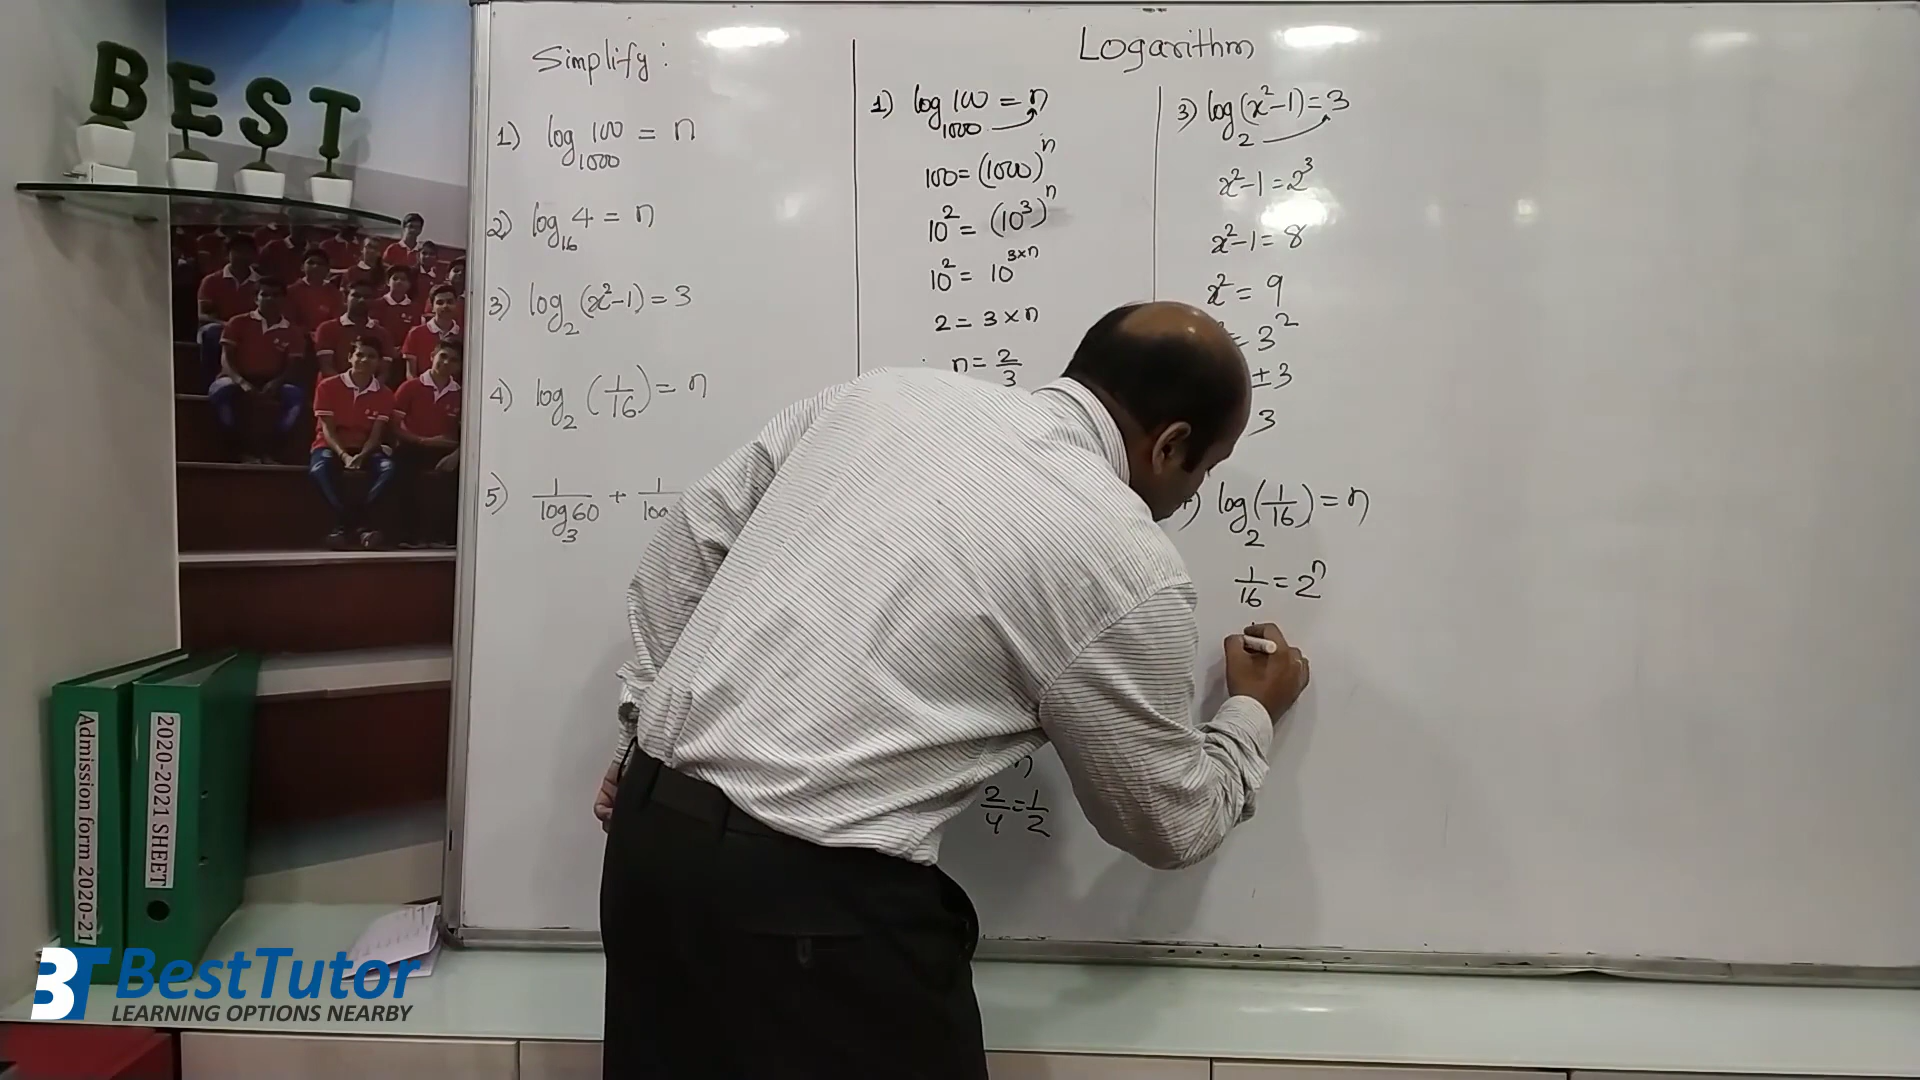 BEST
Simplify:
1) log₁₀₀₀ 100 = n
2) log₁₆ 4 = n
3) log₂ (x²-1) = 3
4) log₂ (1/16) = n
5) 1/log₃ 60 + 1/
Logarithm
1) log₁₀₀₀ 100 = n
100 = (1000)ⁿ
10² = (10³)ⁿ
10² = 10^(3×n)
2 = 3×n
n = 2/3
n
2/4 = 1/2
3) log₂ (x²-1) = 3
x²-1 = 2³
x²-1 = 8
x² = 9
= 3²
±3
3
) log₂ (1/16) = n
1/16 = 2ⁿ
Admission form 2020-21
2020-2021 SHEET
BT BestTutor
LEARNING OPTIONS NEARBY